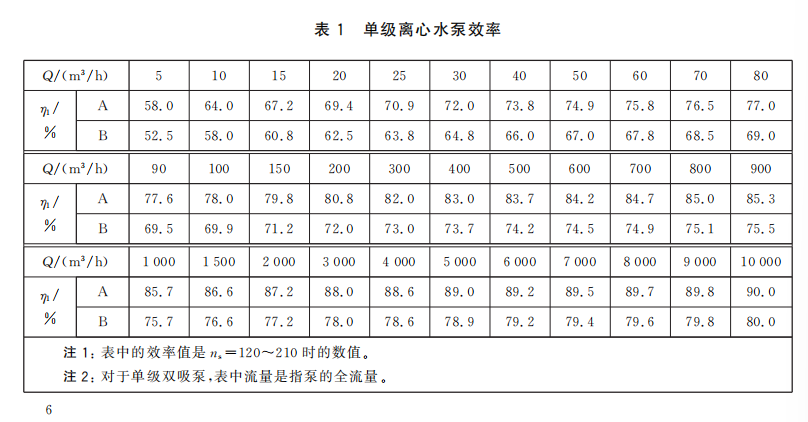 表 1 单级离心水泵效率
Q/(m³/h) 5 10 15 20 25 30 40 50 60 70 80
η₁/% A 58.0 64.0 67.2 69.4 70.9 72.0 73.8 74.9 75.8 76.5 77.0
B 52.5 58.0 60.8 62.5 63.8 64.8 66.0 67.0 67.8 68.5 69.0
Q/(m³/h) 90 100 150 200 300 400 500 600 700 800 900
η₁/% A 77.6 78.0 79.8 80.8 82.0 83.0 83.7 84.2 84.7 85.0 85.3
B 69.5 69.9 71.2 72.0 73.0 73.7 74.2 74.5 74.9 75.1 75.5
Q/(m³/h) 1 000 1 500 2 000 3 000 4 000 5 000 6 000 7 000 8 000 9 000 10 000
η₁/% A 85.7 86.6 87.2 88.0 88.6 89.0 89.2 89.5 89.7 89.8 90.0
B 75.7 76.6 77.2 78.0 78.6 78.9 79.2 79.4 79.6 79.8 80.0
注 1: 表中的效率值是 nₛ=120～210 时的数值。
注 2: 对于单级双吸泵,表中流量是指泵的全流量。
6